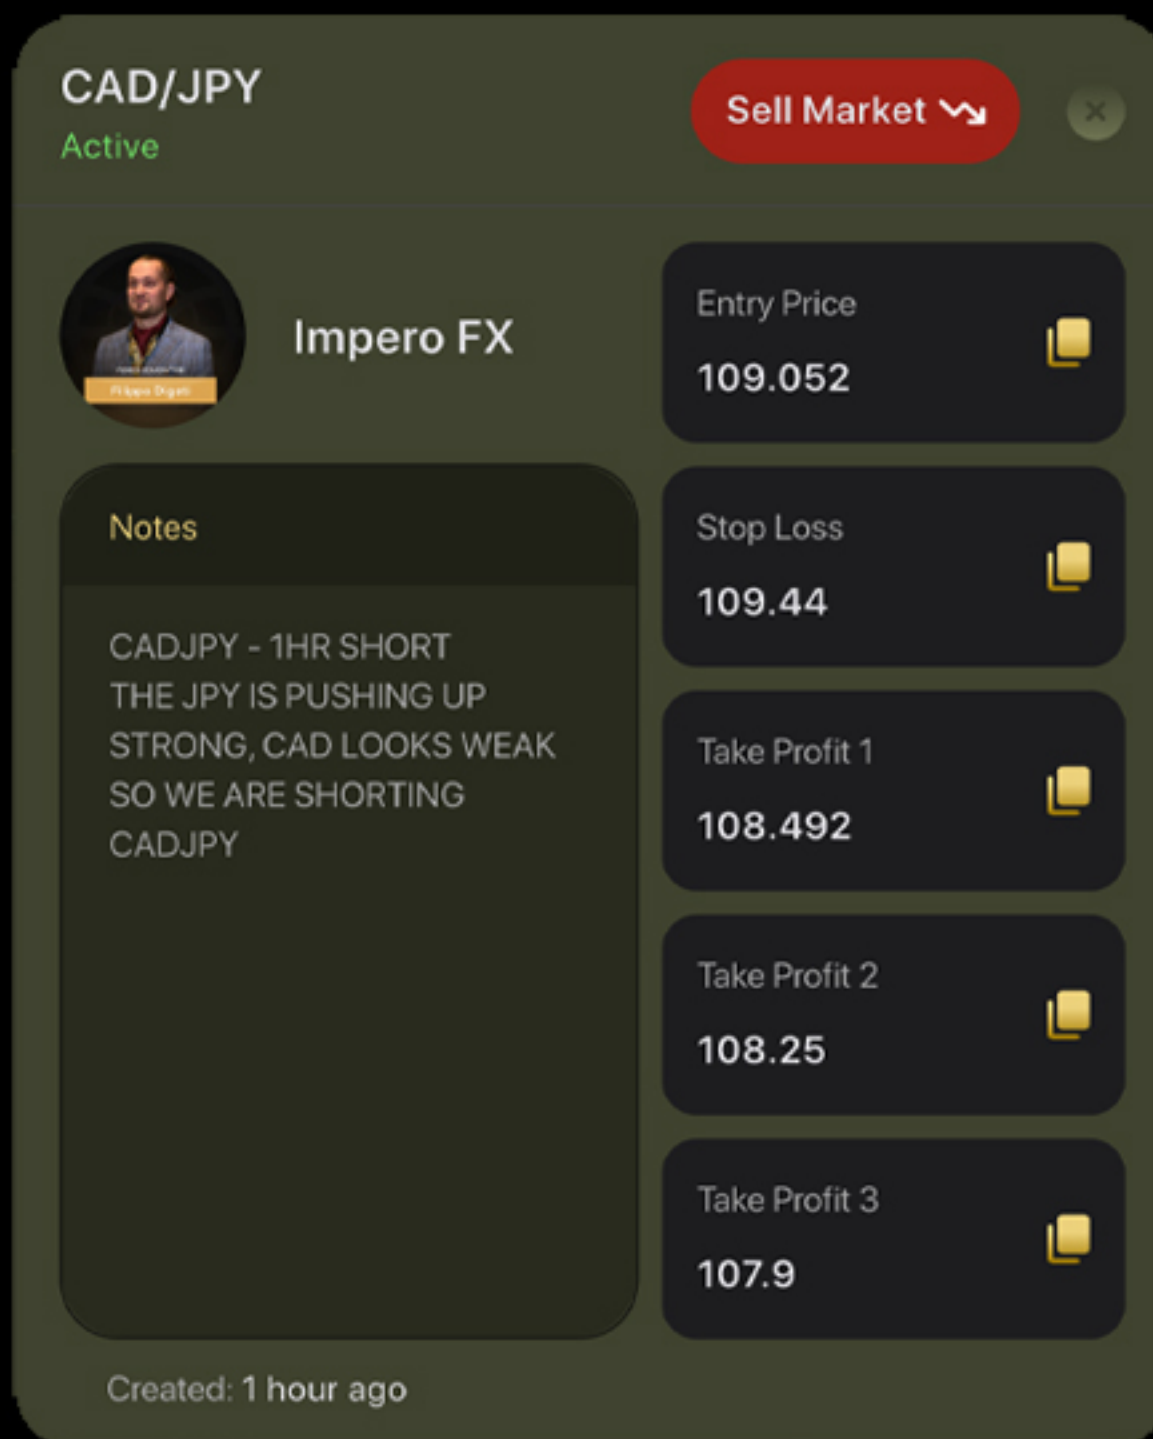 CAD/JPY
Active
Sell Market
Impero FX
Filippo Digati
Notes
CADJPY - 1HR SHORT
THE JPY IS PUSHING UP
STRONG, CAD LOOKS WEAK
SO WE ARE SHORTING
CADJPY
Entry Price
109.052
Stop Loss
109.44
Take Profit 1
108.492
Take Profit 2
108.25
Take Profit 3
107.9
Created: 1 hour ago